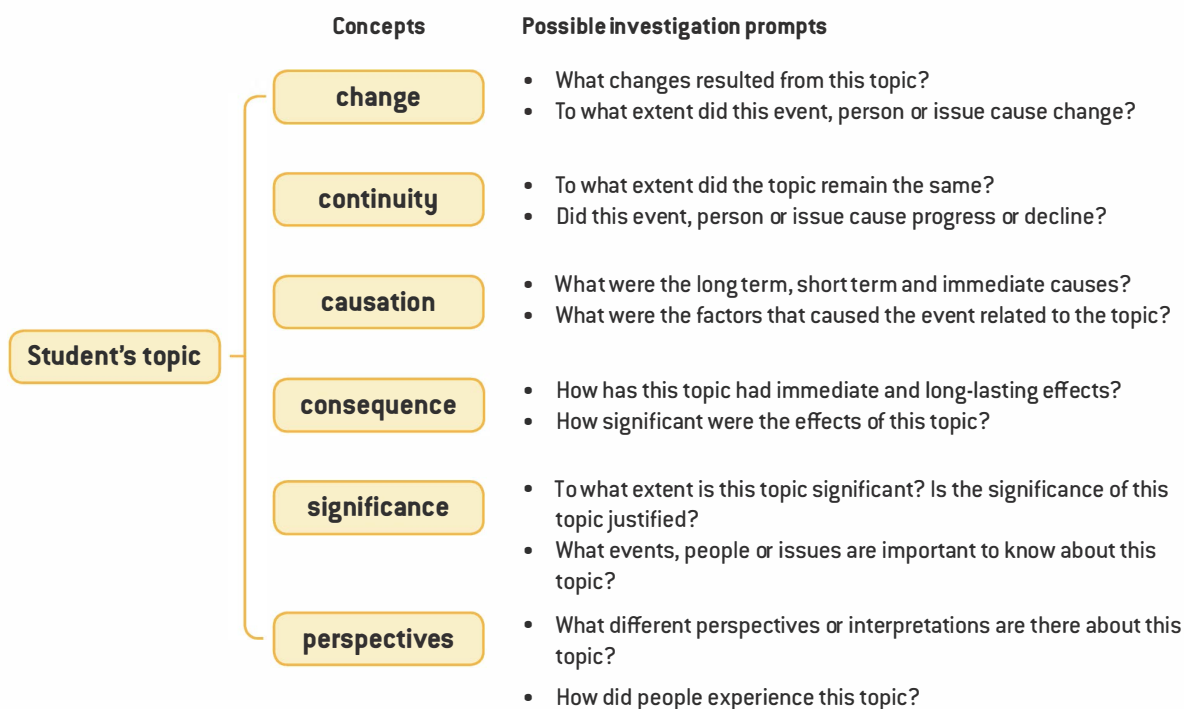 Concepts
Possible investigation prompts
change
• What changes resulted from this topic?
• To what extent did this event, person or issue cause change?
continuity
• To what extent did the topic remain the same?
• Did this event, person or issue cause progress or decline?
causation
• What were the long term, short term and immediate causes?
• What were the factors that caused the event related to the topic?
Student's topic
consequence
• How has this topic had immediate and long-lasting effects?
• How significant were the effects of this topic?
significance
• To what extent is this topic significant? Is the significance of this
topic justified?
• What events, people or issues are important to know about this
topic?
perspectives
• What different perspectives or interpretations are there about this
topic?
• How did people experience this topic?